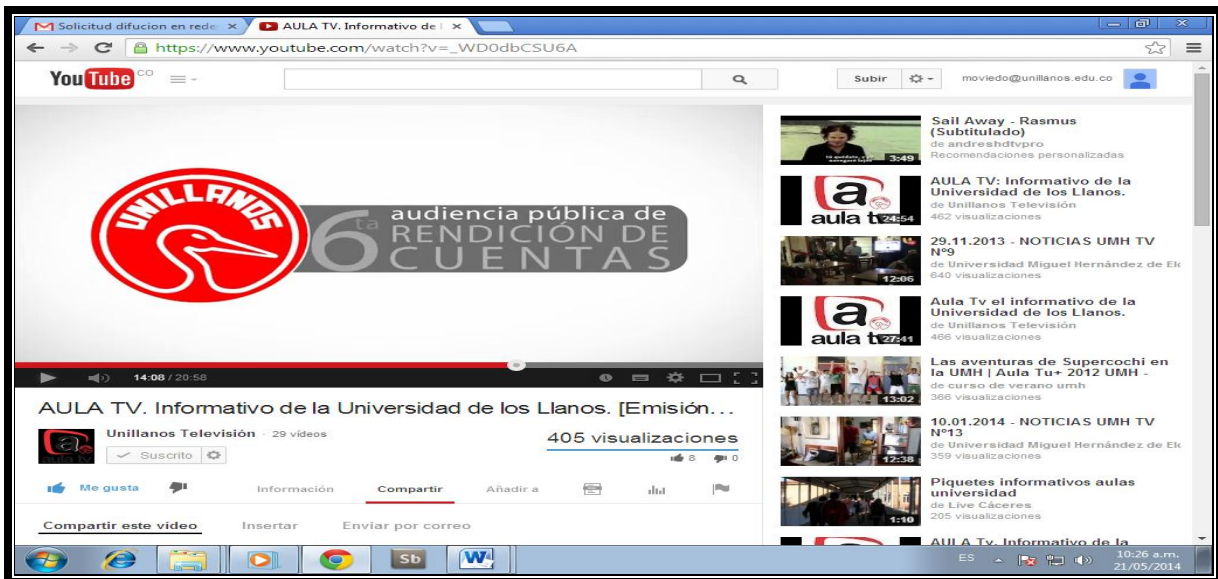 Solicitud difucion en rede
AULA TV. Informativo de l
https://www.youtube.com/watch?v=_WD0dbCSU6A
YouTube CO
Subir
moviedo@unillanos.edu.co
UNILLANOS
6ta
audiencia pública de
RENDICIÓN DE
CUENTAS
14:08 / 20:58
AULA TV. Informativo de la Universidad de los Llanos. [Emisión...
aula tv
Unillanos Televisión · 29 vídeos
Suscrito
405 visualizaciones
8 0
Me gusta
Información
Compartir
Añadir a
Compartir este vídeo
Insertar
Enviar por correo
3:49
Sail Away - Rasmus
(Subtitulado)
de andreshdtvpro
Recomendaciones personalizadas
a
aula t
24:54
AULA TV: Informativo de la
Universidad de los Llanos.
de Unillanos Televisión
462 visualizaciones
12:06
29.11.2013 - NOTICIAS UMH TV
Nº9
de Universidad Miguel Hernández de Elc
640 visualizaciones
a
aula t
27:41
Aula Tv el informativo de la
Universidad de los Llanos.
de Unillanos Televisión
466 visualizaciones
13:02
Las aventuras de Supercochi en
la UMH | Aula Tu+ 2012 UMH -
de curso de verano umh
366 visualizaciones
12:38
10.01.2014 - NOTICIAS UMH TV
Nº13
de Universidad Miguel Hernández de Elc
359 visualizaciones
1:10
Piquetes informativos aulas
universidad
de Live Cáceres
205 visualizaciones
AULA Tv. Informativo de la
Sb
W
ES
10:26 a.m.
21/05/2014